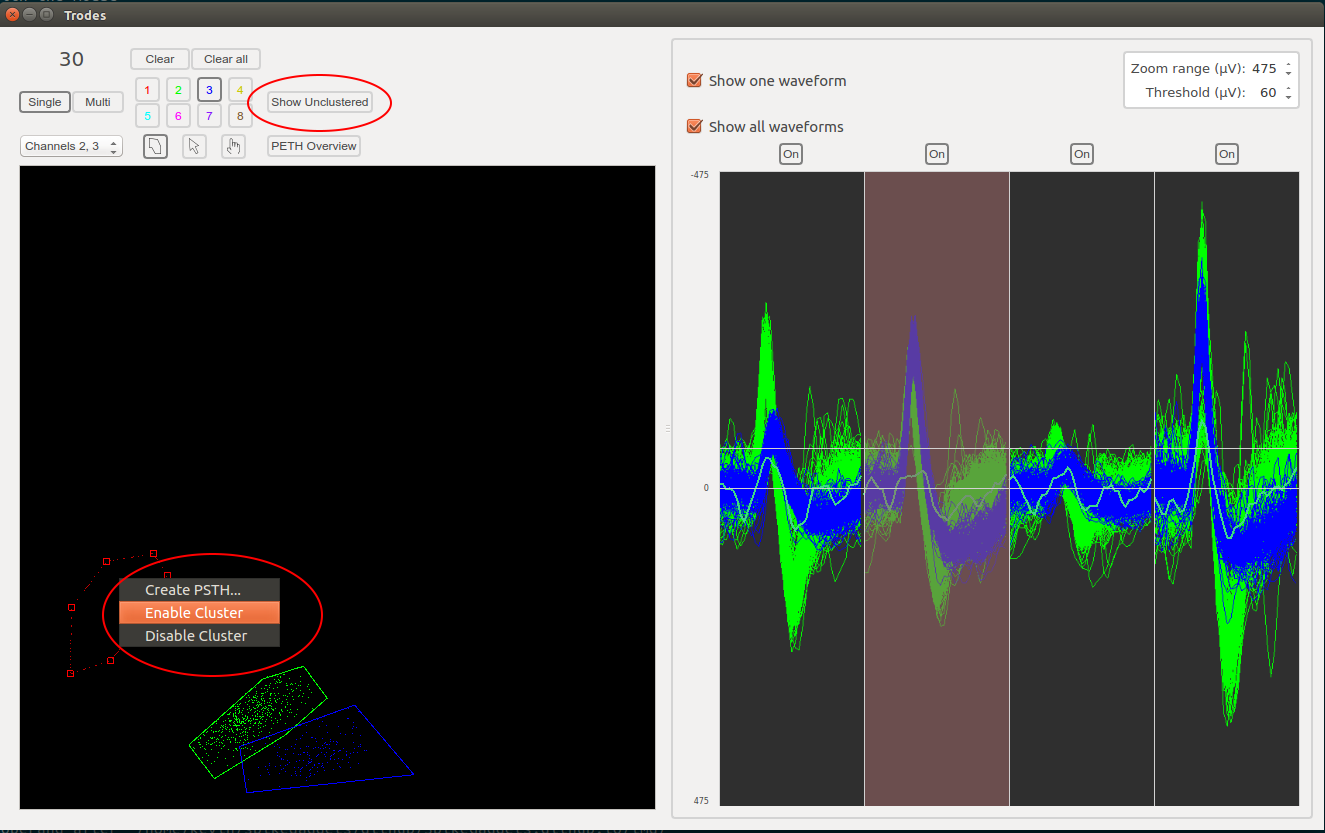 Trodes
30
Clear
Clear all
Single
Multi
1
2
3
4
5
6
7
8
Show Unclustered
Channels 2, 3
PETH Overview
Show one waveform
Show all waveforms
Zoom range (µV): 475
Threshold (µV): 60
On
On
On
On
-475
0
475
Create PSTH...
Enable Cluster
Disable Cluster